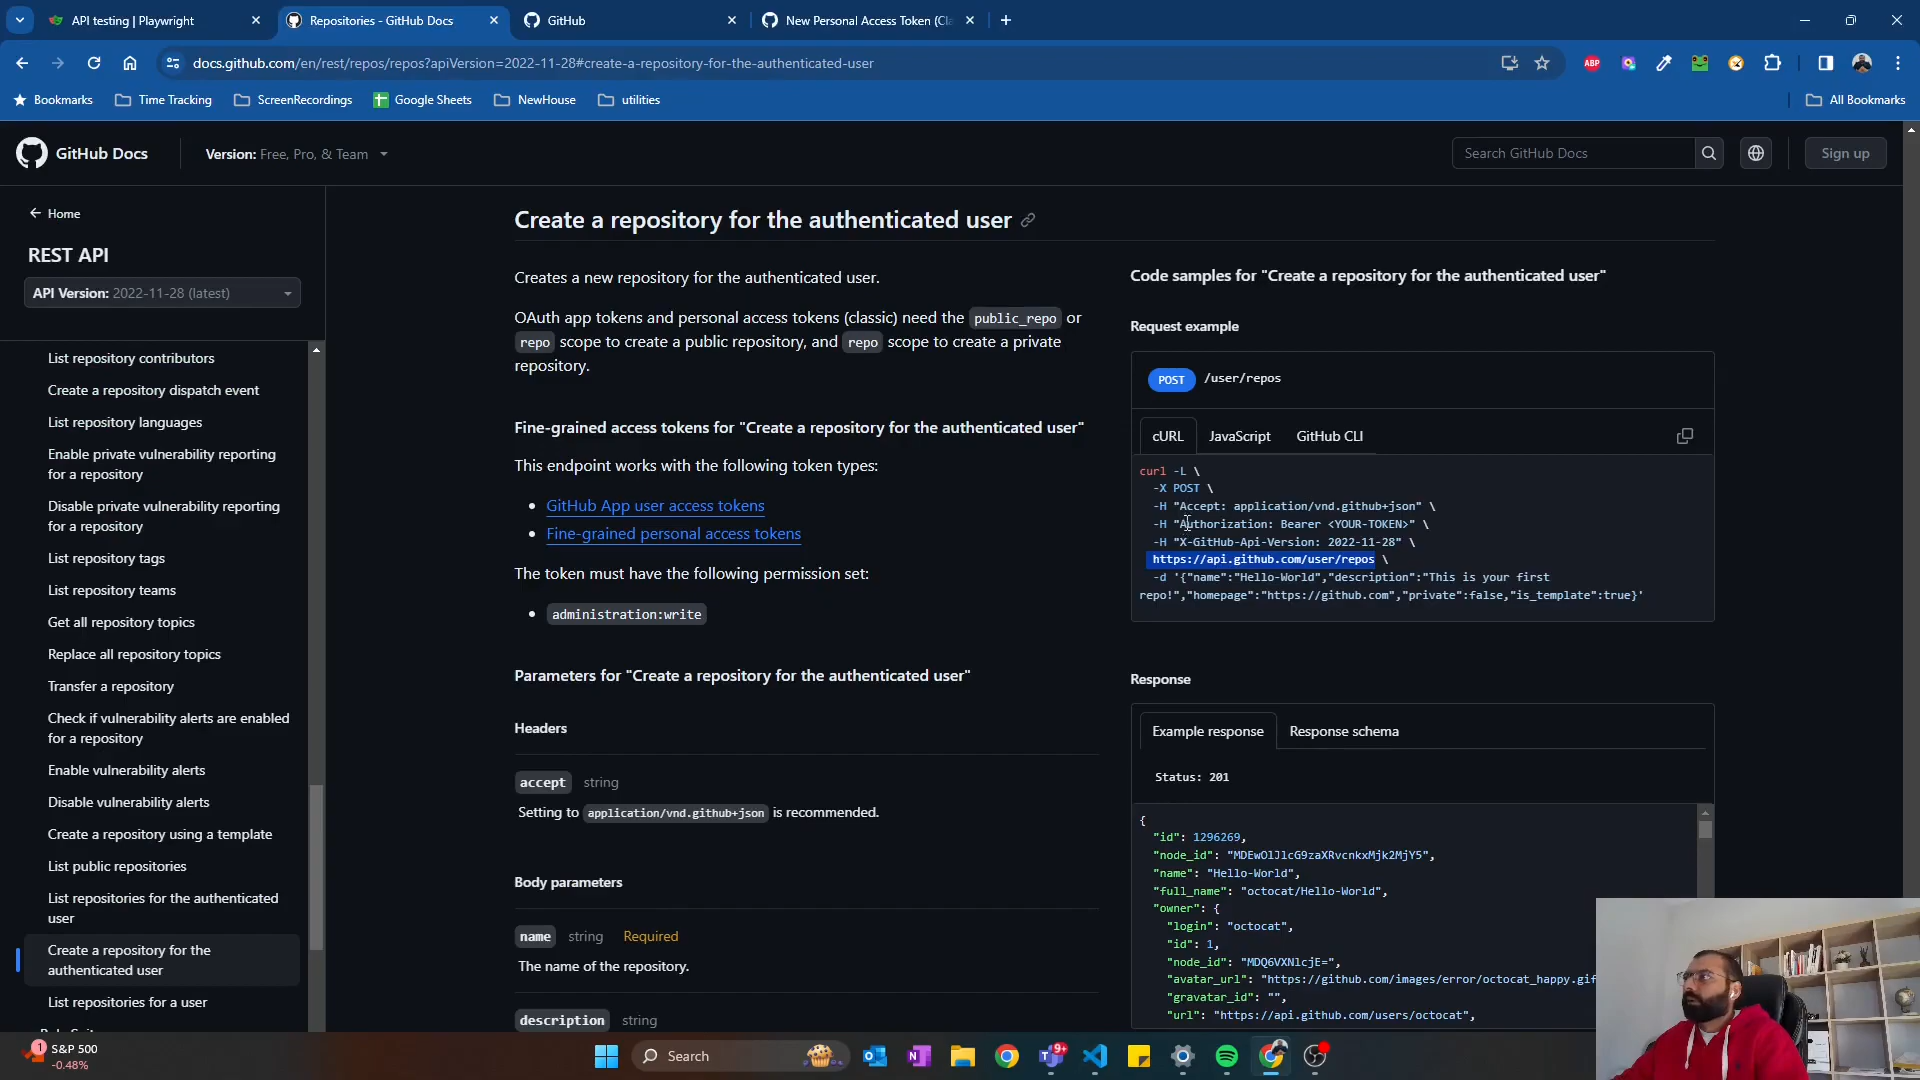 API testing | Playwright
Repositories - GitHub Docs
GitHub
New Personal Access Token (Cla
docs.github.com/en/rest/repos/repos?apiVersion=2022-11-28#create-a-repository-for-the-authenticated-user
ABP
Bookmarks
Time Tracking
ScreenRecordings
Google Sheets
NewHouse
utilities
All Bookmarks
GitHub Docs
Version: Free, Pro, & Team
Search GitHub Docs
Sign up
Home
REST API
API Version: 2022-11-28 (latest)
List repository contributors
Create a repository dispatch event
List repository languages
Enable private vulnerability reporting
for a repository
Disable private vulnerability reporting
for a repository
List repository tags
List repository teams
Get all repository topics
Replace all repository topics
Transfer a repository
Check if vulnerability alerts are enabled
for a repository
Enable vulnerability alerts
Disable vulnerability alerts
Create a repository using a template
List public repositories
List repositories for the authenticated
user
Create a repository for the
authenticated user
List repositories for a user
Create a repository for the authenticated user
Creates a new repository for the authenticated user.
OAuth app tokens and personal access tokens (classic) need the public_repo or
repo scope to create a public repository, and repo scope to create a private
repository.
Fine-grained access tokens for "Create a repository for the authenticated user"
This endpoint works with the following token types:
GitHub App user access tokens
Fine-grained personal access tokens
The token must have the following permission set:
administration:write
Parameters for "Create a repository for the authenticated user"
Headers
accept string
Setting to application/vnd.github+json is recommended.
Body parameters
name string Required
The name of the repository.
description string
Code samples for "Create a repository for the authenticated user"
Request example
POST /user/repos
cURL JavaScript GitHub CLI
curl -L \
-X POST \
-H "Accept: application/vnd.github+json" \
-H "Authorization: Bearer <YOUR-TOKEN>" \
-H "X-GitHub-Api-Version: 2022-11-28" \
https://api.github.com/user/repos \
-d '{"name":"Hello-World","description":"This is your first
repo!","homepage":"https://github.com","private":false,"is_template":true}'
Response
Example response Response schema
Status: 201
{
"id": 1296269,
"node_id": "MDEwOlJlcG9zaXRvcnkxMjk2MjY5",
"name": "Hello-World",
"full_name": "octocat/Hello-World",
"owner": {
"login": "octocat",
"id": 1,
"node_id": "MDQ6VXNlcjE=",
"avatar_url": "https://github.com/images/error/octocat_happy.gif
"gravatar_id": "",
"url": "https://api.github.com/users/octocat",
1
S&P 500
-0.48%
Search
9+